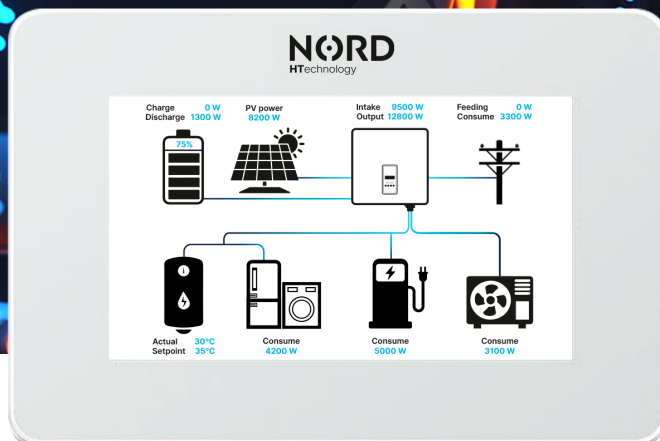 NORD
HTechnology
Charge 0 W
Discharge 1300 W
PV power
8200 W
Intake 9500 W
Output 12800 W
Feeding 0 W
Consume 3300 W
75%
Actual 30°C
Setpoint 35°C
Consume
4200 W
Consume
5000 W
Consume
3100 W